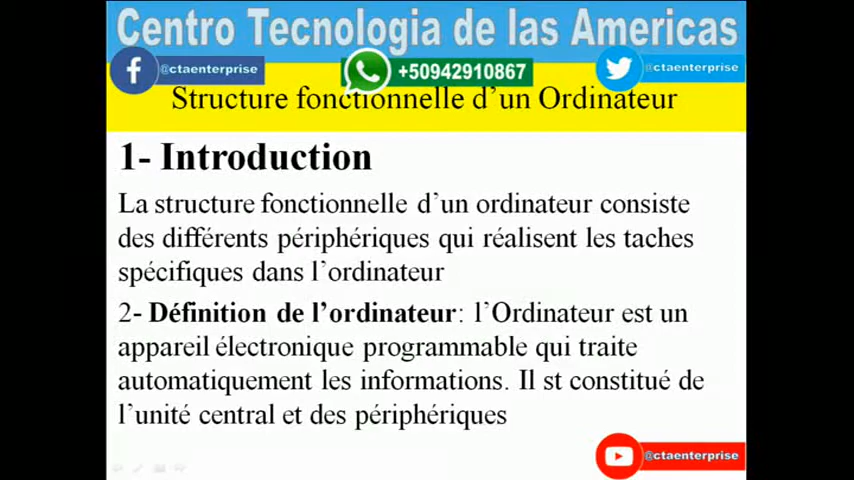 Centro Tecnologia de las Americas
@ctaenterprise
+50942910867
@ctaenterprise
Structure fonctionnelle d’un Ordinateur
1- Introduction
La structure fonctionnelle d’un ordinateur consiste
des différents périphériques qui réalisent les taches
spécifiques dans l’ordinateur
2- Définition de l’ordinateur: l’Ordinateur est un
appareil électronique programmable qui traite
automatiquement les informations. Il st constitué de
l’unité central et des périphériques
@ctaenterprise